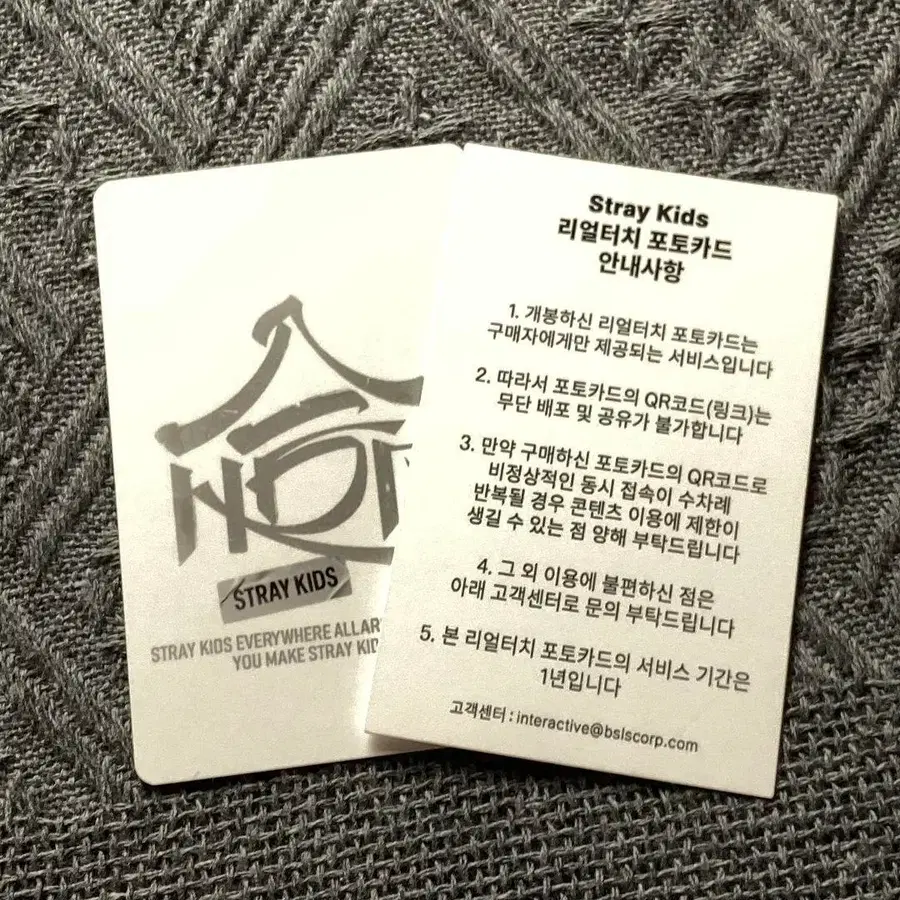 STRAY KIDS
STRAY KIDS EVERYWHERE ALL
YOU MAKE STRAY
Stray Kids
리얼터치 포토카드
안내사항
1. 개봉하신 리얼터치 포토카드는
구매자에게만 제공되는 서비스입니다
2. 따라서 포토카드의 QR코드(링크)는
무단 배포 및 공유가 불가합니다
3. 만약 구매하신 포토카드의 QR코드로
비정상적인 동시 접속이 수차례
반복될 경우 콘텐츠 이용에 제한이
생길 수 있는 점 양해 부탁드립니다
4. 그 외 이용에 불편하신 점은
아래 고객센터로 문의 부탁드립니다
5. 본 리얼터치 포토카드의 서비스 기간은
1년입니다
고객센터 : interactive@bslscorp.com